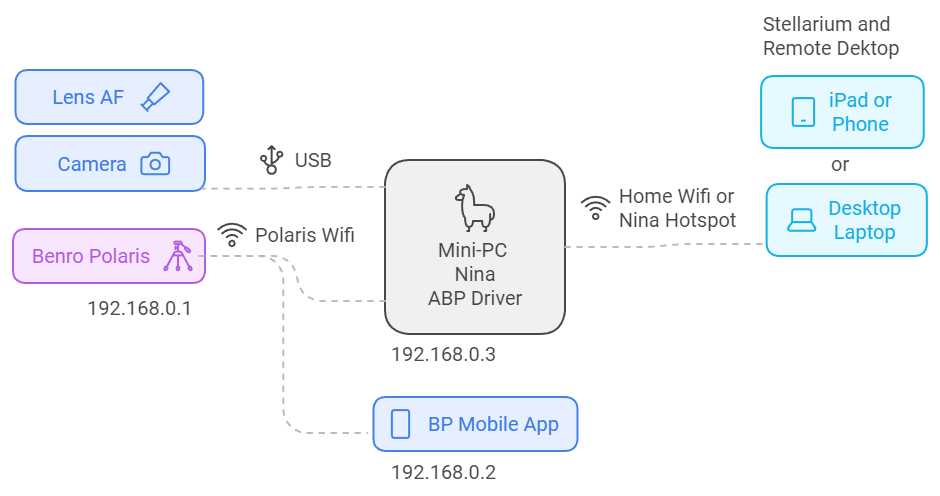 Stellarium and
Remote Dektop
Lens AF
iPad or
Phone
Camera
USB
or
Home Wifi or
Nina Hotspot
Desktop
Laptop
Benro Polaris
Polaris Wifi
Mini-PC
Nina
ABP Driver
192.168.0.1
192.168.0.3
BP Mobile App
192.168.0.2